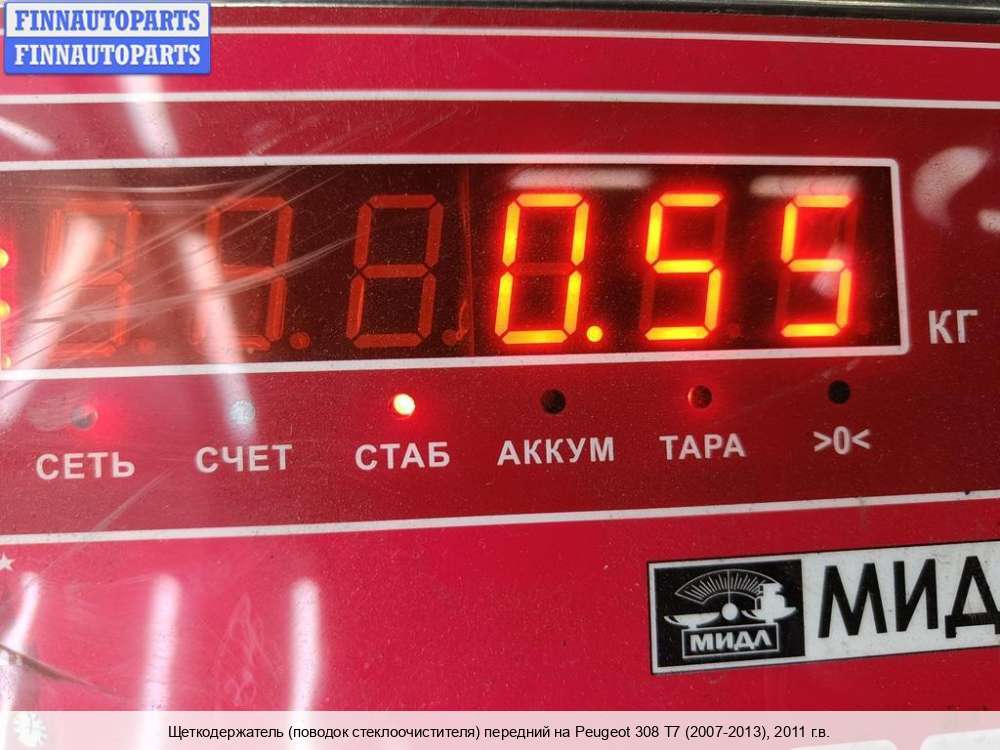 FINNAUTOPARTS
FINNAUTOPARTS
0.55
КГ
СЕТЬ СЧЕТ СТАБ АККУМ ТАРА >0<
МИДЛ
Щеткодержатель (поводок стеклоочистителя) передний на Peugeot 308 T7 (2007-2013), 2011 г.в.